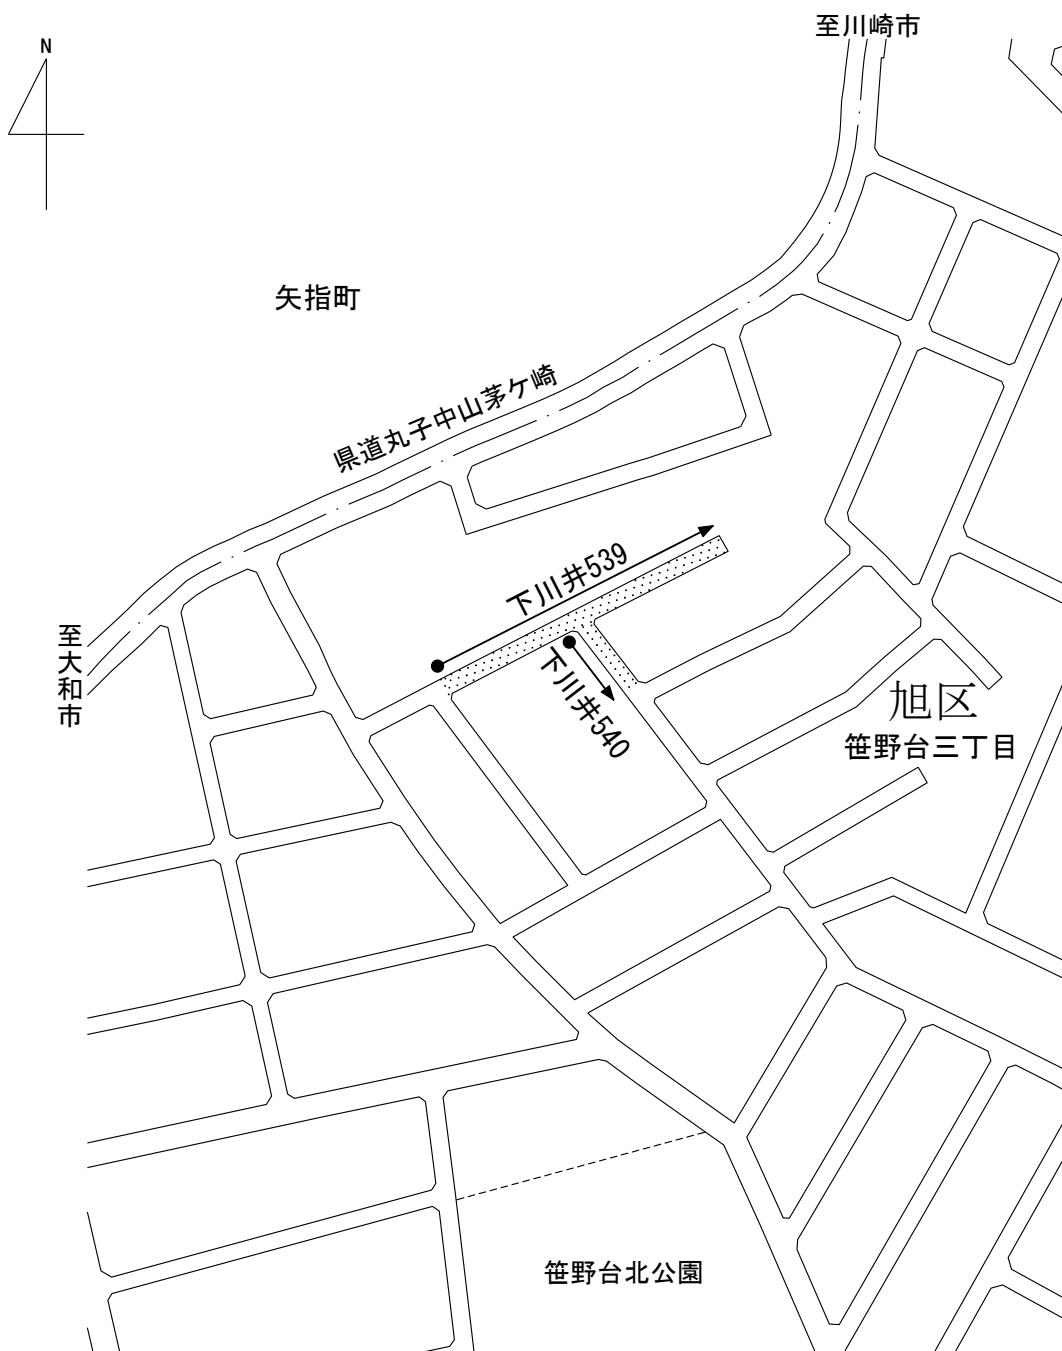 至川崎市
N
矢指町
県道丸子中山茅ケ崎
下川井539
至大和市
下川井540
旭区
笹野台三丁目
笹野台北公園